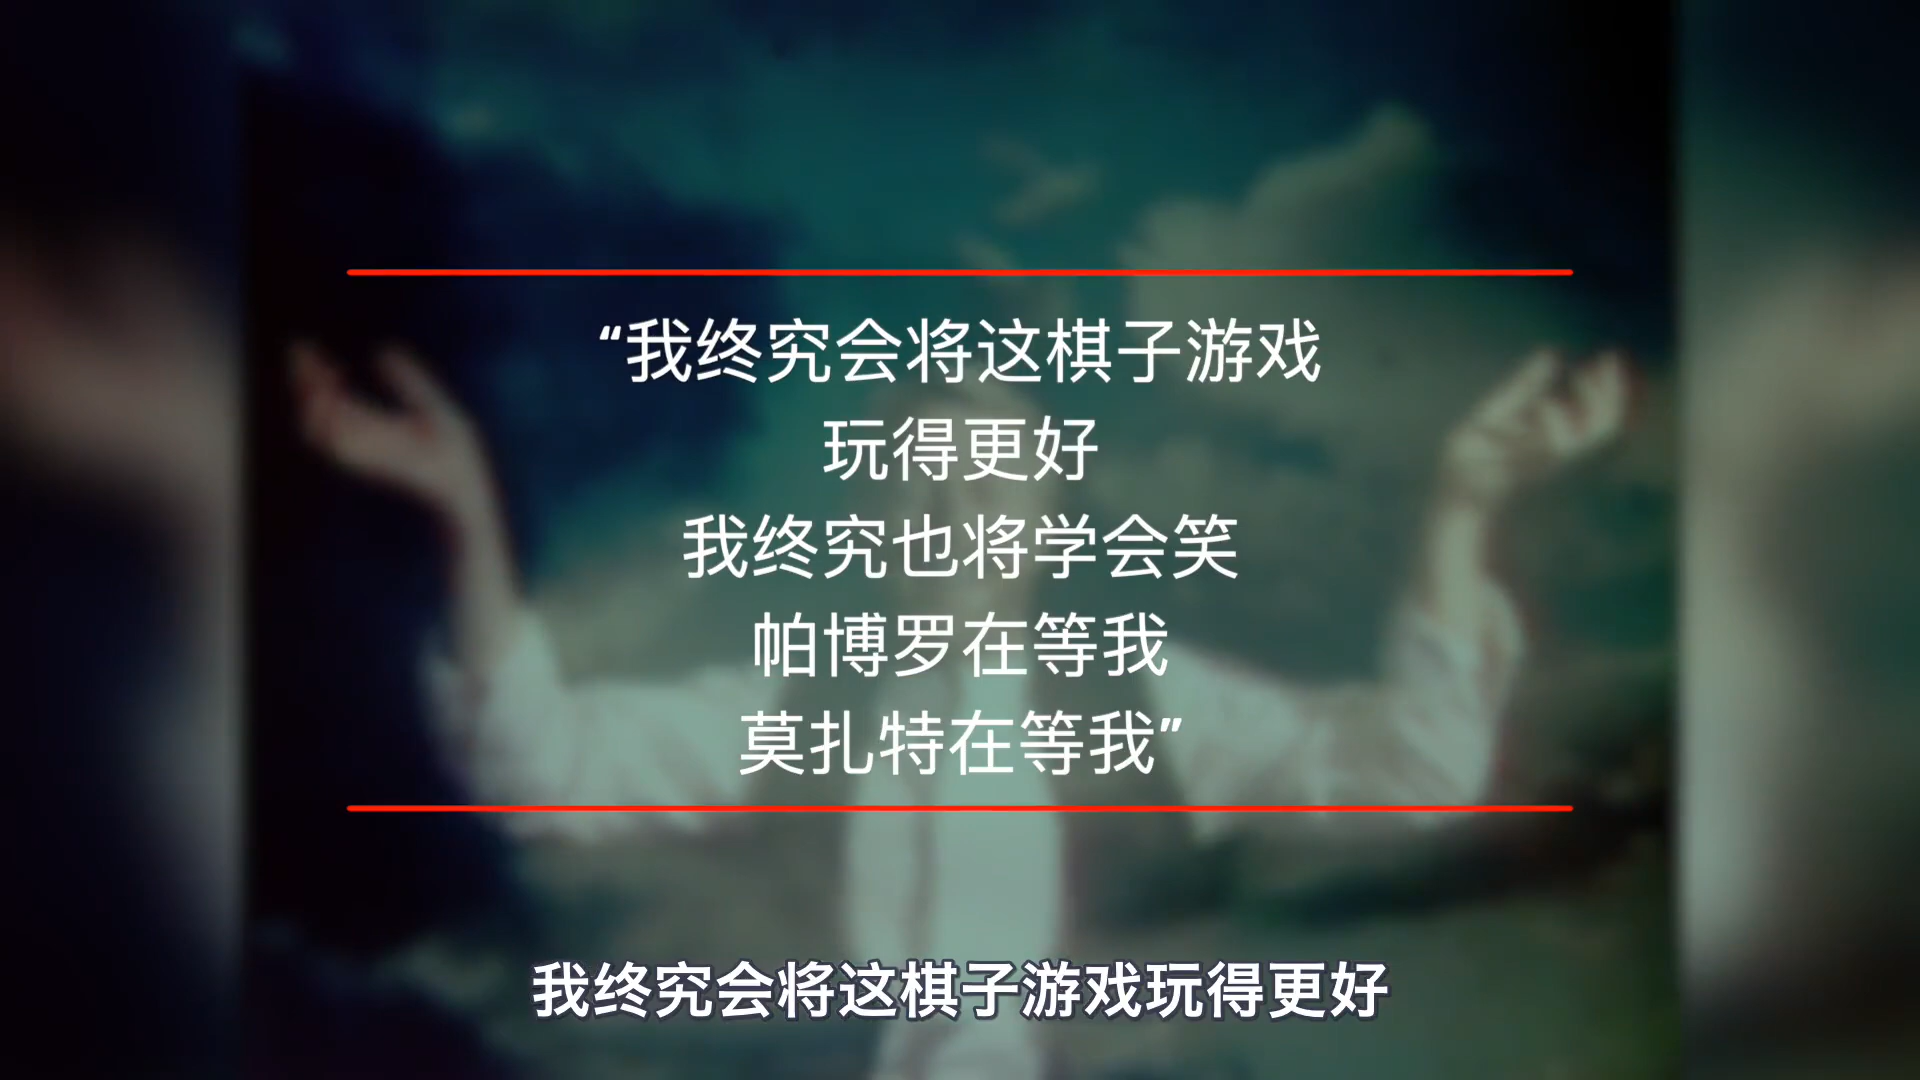 “我终究会将这棋子游戏
玩得更好
我终究也将学会笑
帕博罗在等我
莫扎特在等我”
我终究会将这棋子游戏玩得更好